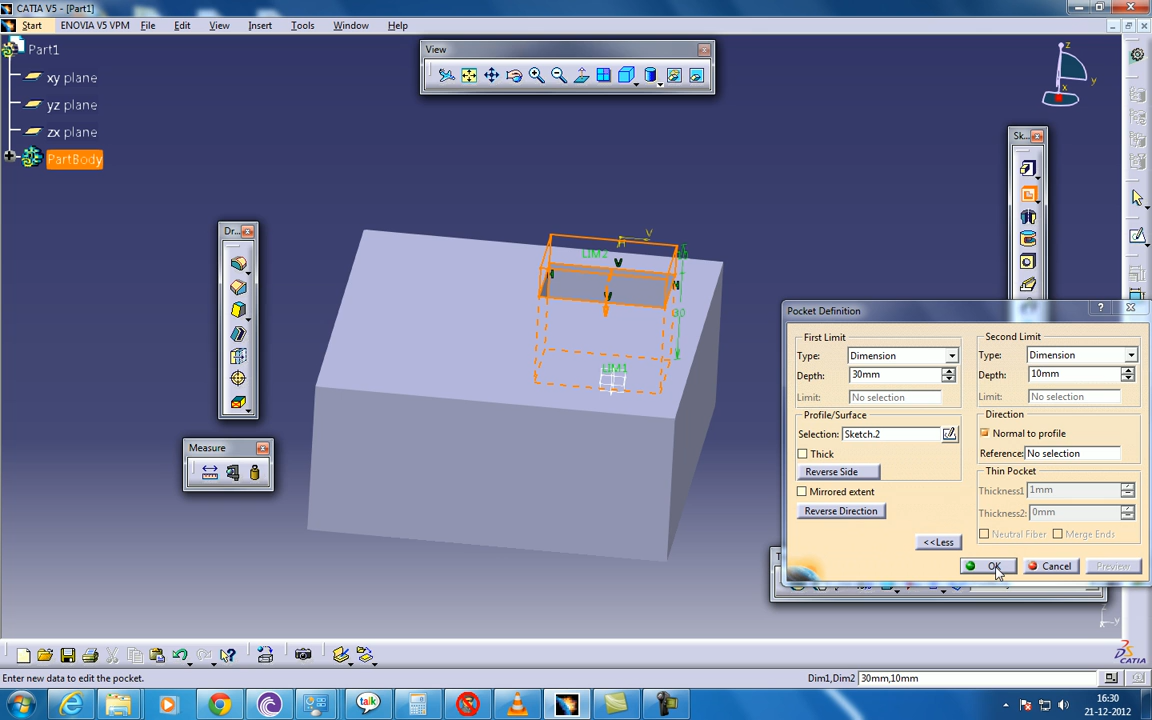 CATIA V5 - [Part1]
Start ENOVIA V5 VPM File Edit View Insert Tools Window Help
Part1
xy plane
yz plane
zx plane
PartBody
View
z
y
x
Sk...
Dr...
Measure
V
H
LIM2
V
H
H
V
30
LIM1
Pocket Definition
?
First Limit
Type: Dimension
Depth: 30mm
Limit: No selection
Profile/Surface
Selection: Sketch.2
Thick
Reverse Side
Mirrored extent
Reverse Direction
Second Limit
Type: Dimension
Depth: 10mm
Limit: No selection
Direction
Normal to profile
Reference: No selection
Thin Pocket
Thickness1 1mm
Thickness2: 0mm
Neutral Fiber Merge Ends
<<Less
OK Cancel Preview
T
z
y
CATIA
Enter new data to edit the pocket.
Dim1,Dim2 30mm,10mm
talk
16:30
21-12-2012